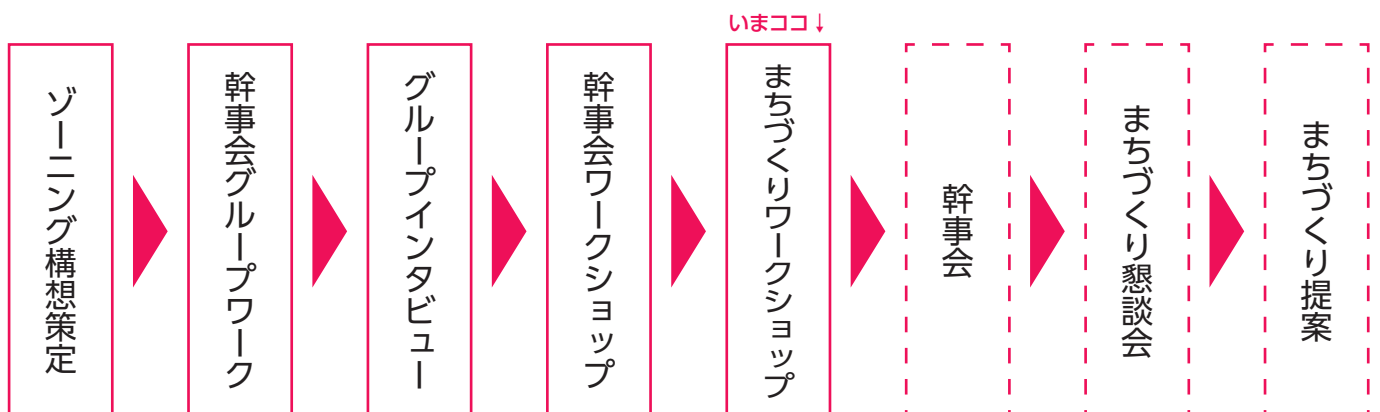 いまココ↓
ゾーニング構想策定
幹事会グループワーク
グループインタビュー
幹事会ワークショップ
まちづくりワークショップ
幹事会
まちづくり懇談会
まちづくり提案